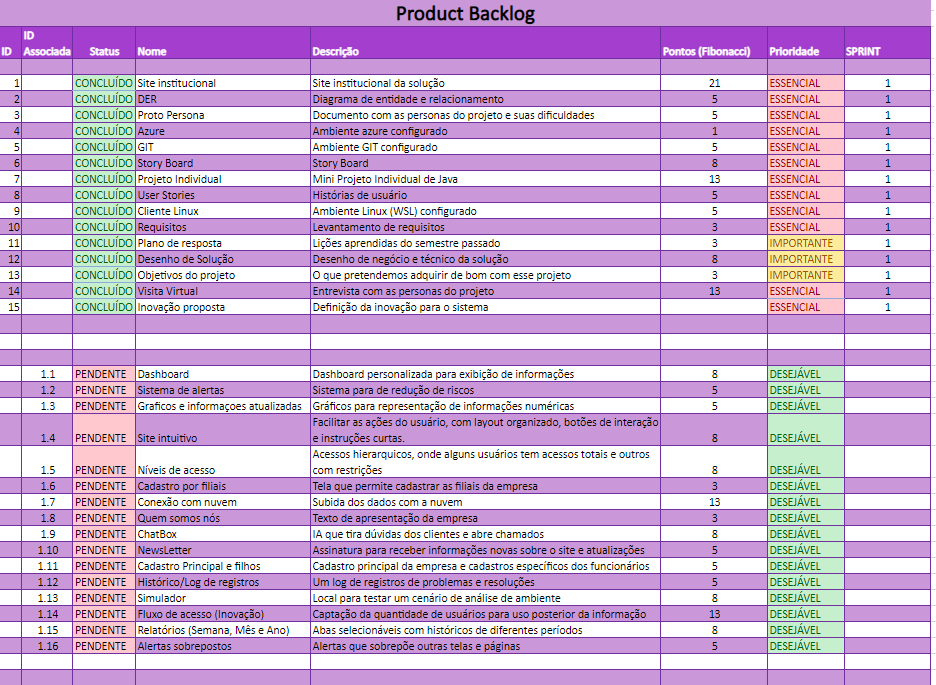 Product Backlog
ID
ID Associada Status Nome Descrição Pontos (Fibonacci) Prioridade SPRINT
1 CONCLUÍDO Site institucional Site institucional da solução 21 ESSENCIAL 1
2 CONCLUÍDO DER Diagrama de entidade e relacionamento 5 ESSENCIAL 1
3 CONCLUÍDO Proto Persona Documento com as personas do projeto e suas dificuldades 5 ESSENCIAL 1
4 CONCLUÍDO Azure Ambiente azure configurado 1 ESSENCIAL 1
5 CONCLUÍDO GIT Ambiente GIT configurado 5 ESSENCIAL 1
6 CONCLUÍDO Story Board Story Board 8 ESSENCIAL 1
7 CONCLUÍDO Projeto Individual Mini Projeto Individual de Java 13 ESSENCIAL 1
8 CONCLUÍDO User Stories Histórias de usuário 5 ESSENCIAL 1
9 CONCLUÍDO Cliente Linux Ambiente Linux (WSL) configurado 5 ESSENCIAL 1
10 CONCLUÍDO Requisitos Levantamento de requisitos 3 ESSENCIAL 1
11 CONCLUÍDO Plano de resposta Lições aprendidas do semestre passado 3 IMPORTANTE 1
12 CONCLUÍDO Desenho de Solução Desenho de negócio e técnico da solução 8 IMPORTANTE 1
13 CONCLUÍDO Objetivos do projeto O que pretendemos adquirir de bom com esse projeto 3 IMPORTANTE 1
14 CONCLUÍDO Visita Virtual Entrevista com as personas do projeto 13 ESSENCIAL 1
15 CONCLUÍDO Inovação proposta Definição da inovação para o sistema ESSENCIAL 1
1.1 PENDENTE Dashboard Dashboard personalizada para exibição de informações 8 DESEJÁVEL
1.2 PENDENTE Sistema de alertas Sistema para de redução de riscos 5 DESEJÁVEL
1.3 PENDENTE Graficos e informaçoes atualizadas Gráficos para representação de informações numéricas 5 DESEJÁVEL
Facilitar as ações do usuário, com layout organizado, botões de interação
1.4 PENDENTE Site intuitivo e instruções curtas. 8 DESEJÁVEL
Acessos hierarquicos, onde alguns usuários tem acessos totais e outros
1.5 PENDENTE Níveis de acesso com restrições 8 DESEJÁVEL
1.6 PENDENTE Cadastro por filiais Tela que permite cadastrar as filiais da empresa 3 DESEJÁVEL
1.7 PENDENTE Conexão com nuvem Subida dos dados com a nuvem 13 DESEJÁVEL
1.8 PENDENTE Quem somos nós Texto de apresentação da empresa 3 DESEJÁVEL
1.9 PENDENTE ChatBox IA que tira dúvidas dos clientes e abre chamados 8 DESEJÁVEL
1.10 PENDENTE NewsLetter Assinatura para receber informações novas sobre o site e atualizações 5 DESEJÁVEL
1.11 PENDENTE Cadastro Principal e filhos Cadastro principal da empresa e cadastros específicos dos funcionários 5 DESEJÁVEL
1.12 PENDENTE Histórico/Log de registros Um log de registros de problemas e resoluções 5 DESEJÁVEL
1.13 PENDENTE Simulador Local para testar um cenário de análise de ambiente 8 DESEJÁVEL
1.14 PENDENTE Fluxo de acesso (Inovação) Captação da quantidade de usuários para uso posterior da informação 13 DESEJÁVEL
1.15 PENDENTE Relatórios (Semana, Mês e Ano) Abas selecionáveis com históricos de diferentes períodos 8 DESEJÁVEL
1.16 PENDENTE Alertas sobrepostos Alertas que sobrepõe outras telas e páginas 5 DESEJÁVEL